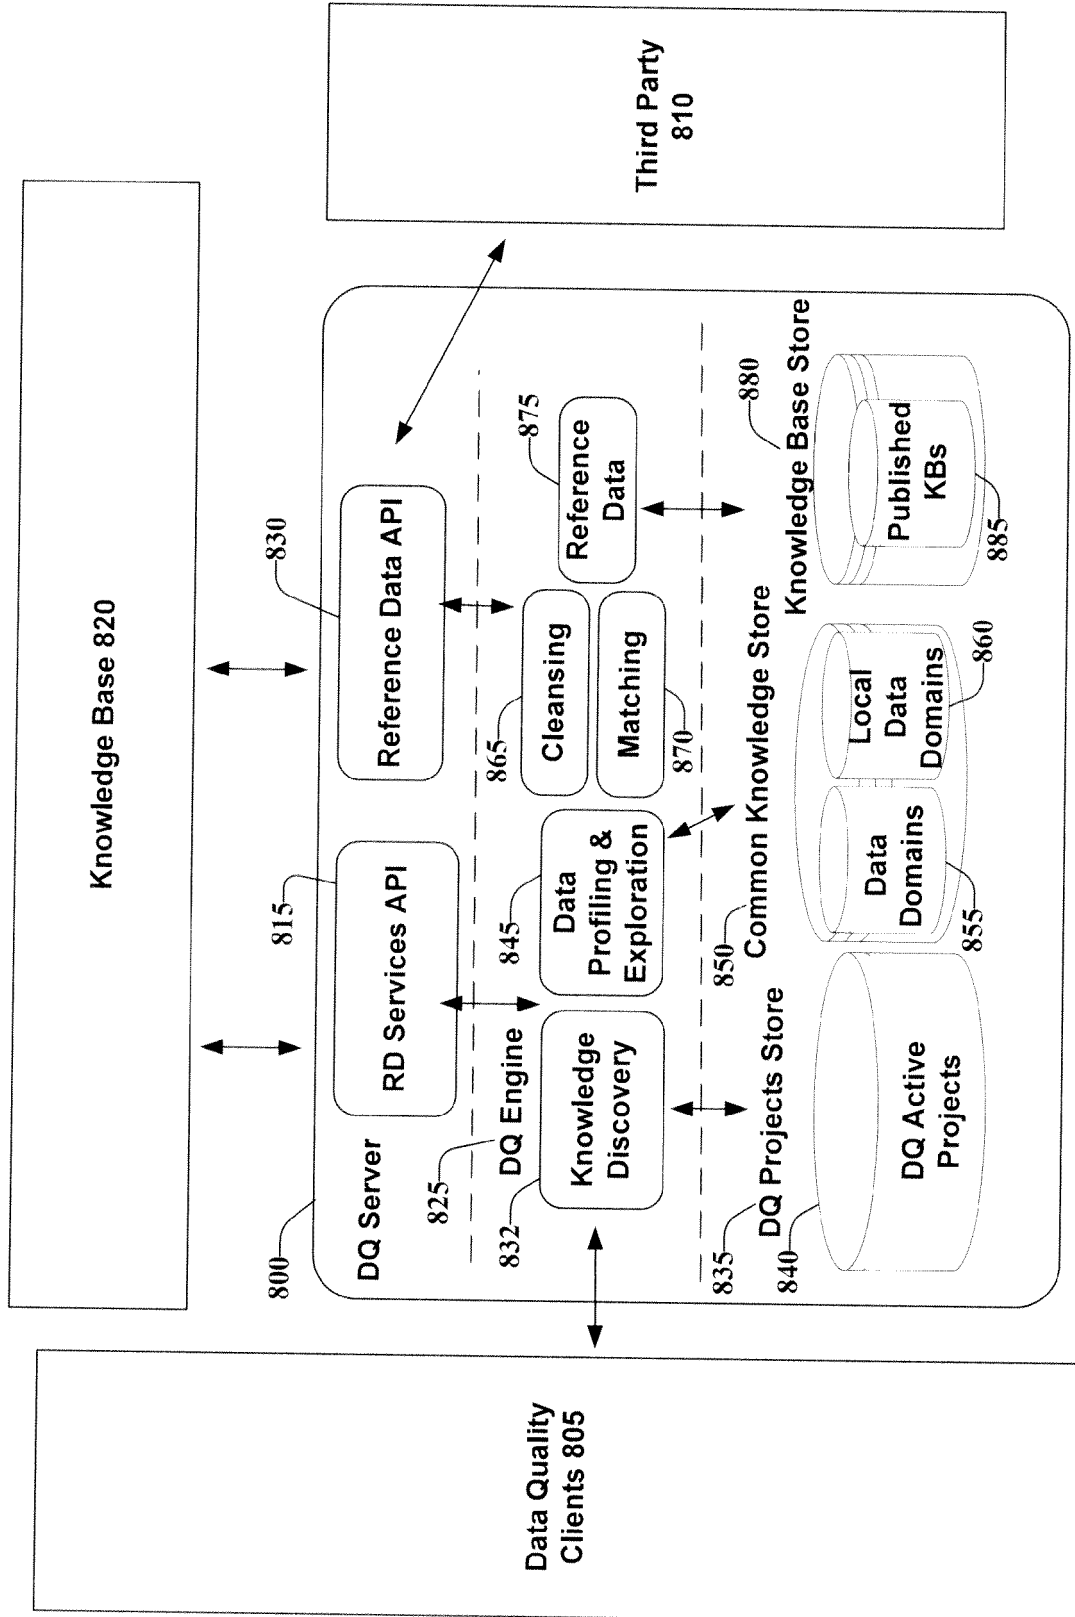 Knowledge Base 820
Data Quality
Clients 805
Third Party
810
800
DQ Server
815
RD Services API
830
Reference Data API
825
DQ Engine
832
Knowledge
Discovery
845
Data
Profiling &
Exploration
865
Cleansing
Matching
870
875
Reference
Data
835
DQ Projects Store
840
DQ Active
Projects
850
Common Knowledge Store
Data
Domains
855
Local
Data
Domains
860
880
Knowledge Base Store
Published
KBs
885